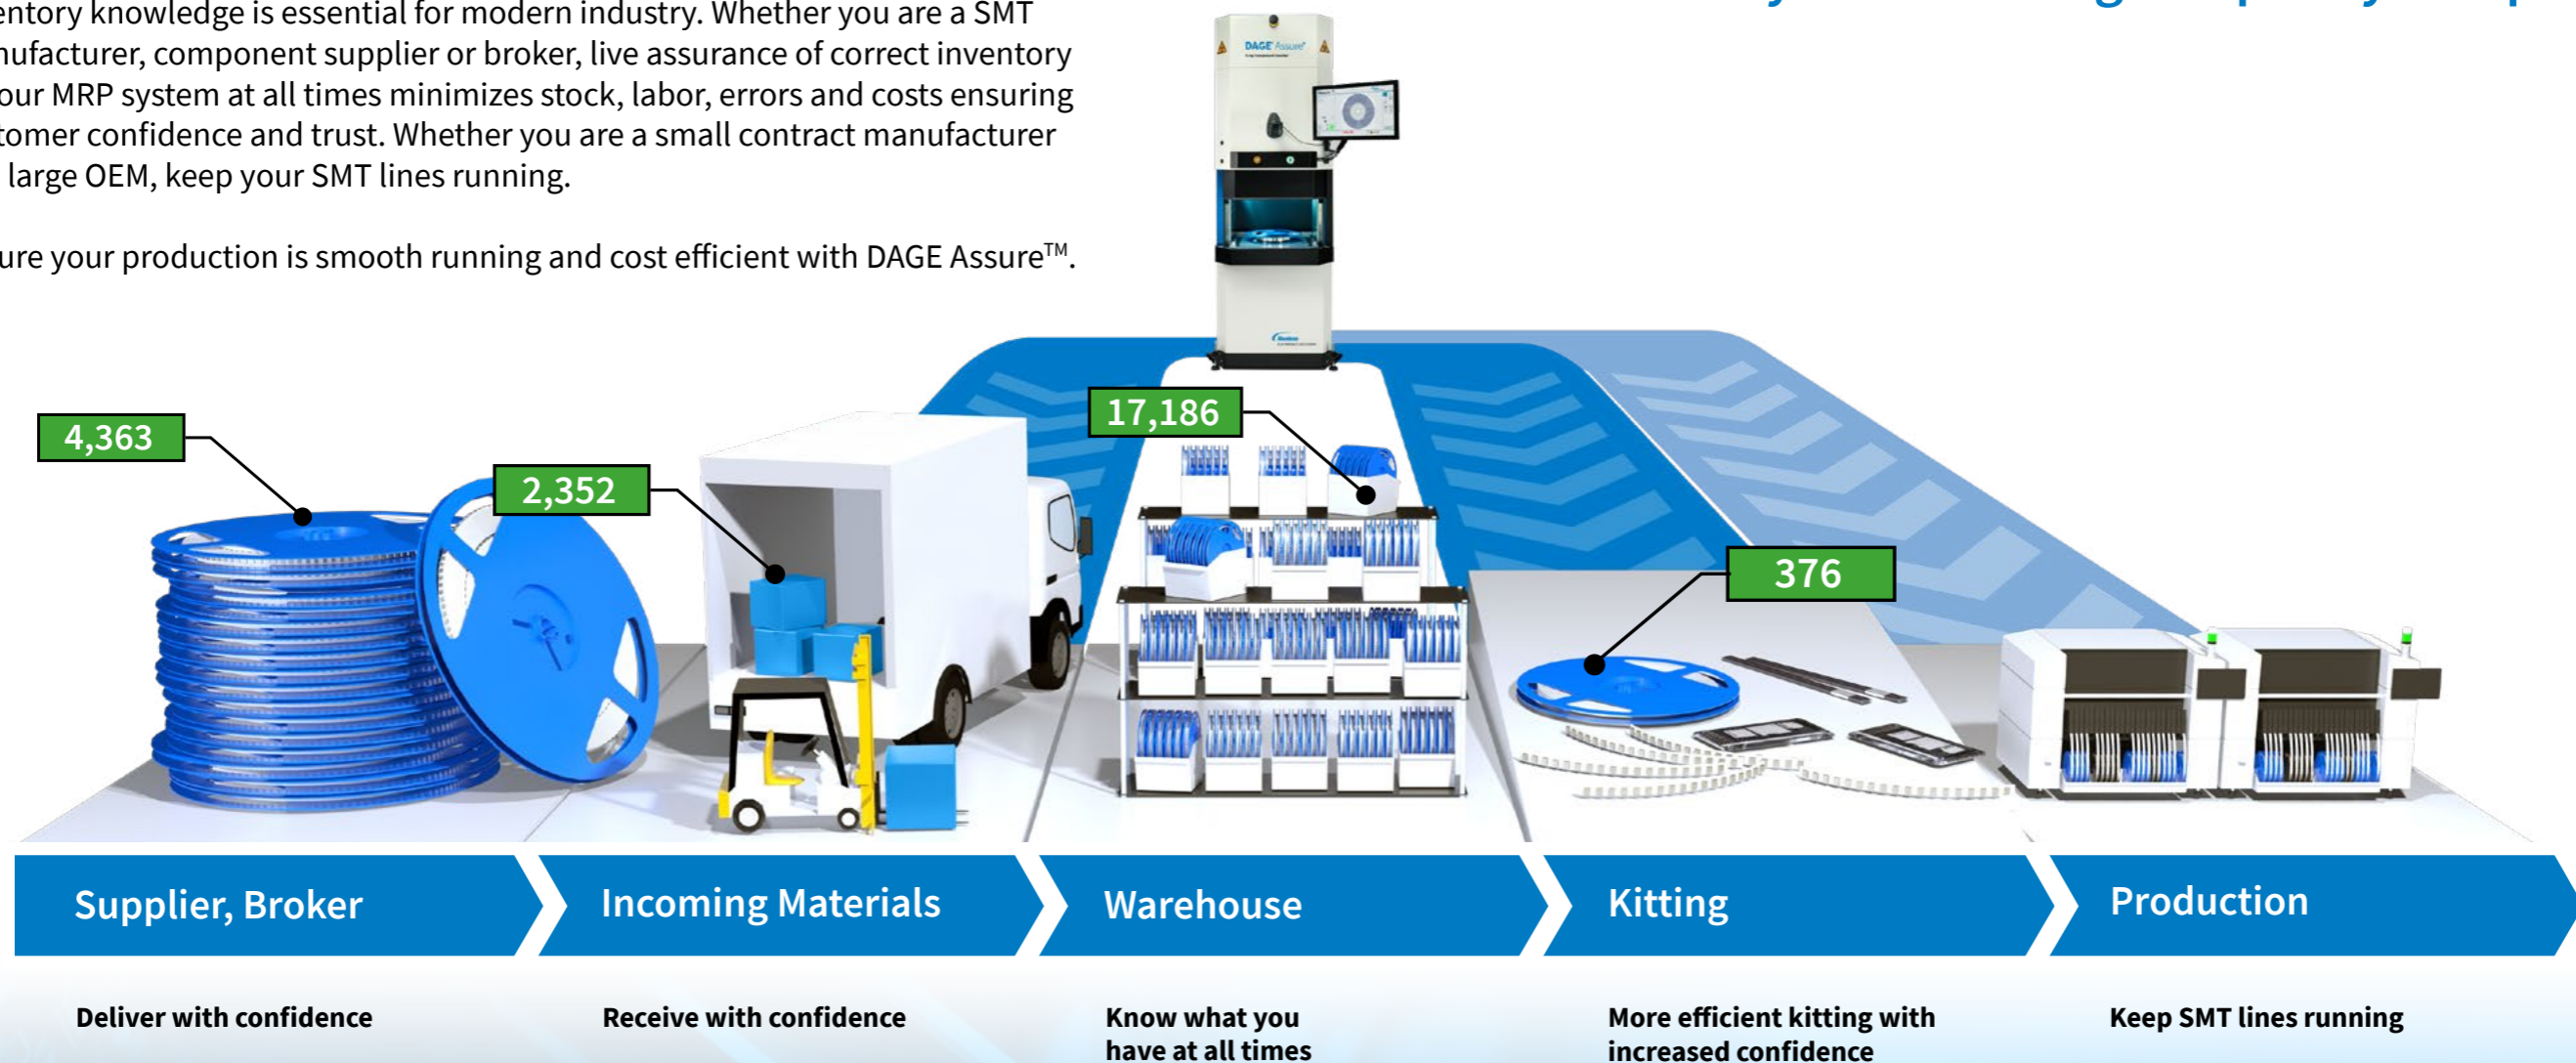 entory knowledge is essential for modern industry. Whether you are a SMT
nufacturer, component supplier or broker, live assurance of correct inventory
our MRP system at all times minimizes stock, labor, errors and costs ensuring
tomer confidence and trust. Whether you are a small contract manufacturer
large OEM, keep your SMT lines running.
ure your production is smooth running and cost efficient with DAGE Assure™.
DAGE Assure
4,363
2,352
17,186
376
Supplier, Broker
Incoming Materials
Warehouse
Kitting
Production
Deliver with confidence
Receive with confidence
Know what you
have at all times
More efficient kitting with
increased confidence
Keep SMT lines running